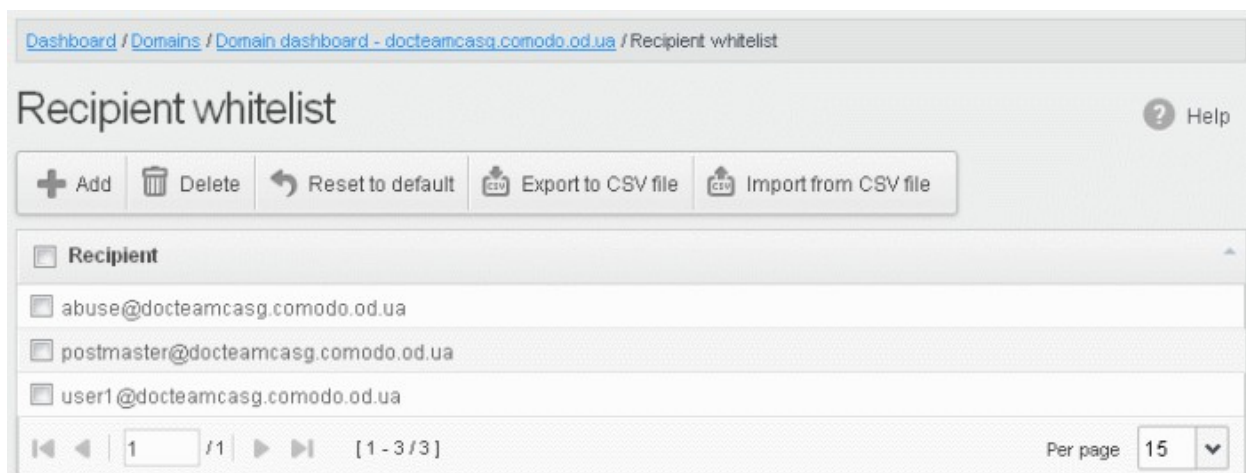 Dashboard / Domains / Domain dashboard - docteamcasg.comodo.od.ua / Recipient whitelist
Recipient whitelist
Help
Add Delete Reset to default CSV Export to CSV file CSV Import from CSV file
Recipient
abuse@docteamcasg.comodo.od.ua
postmaster@docteamcasg.comodo.od.ua
user1@docteamcasg.comodo.od.ua
1 /1 [ 1 - 3 / 3 ] Per page 15